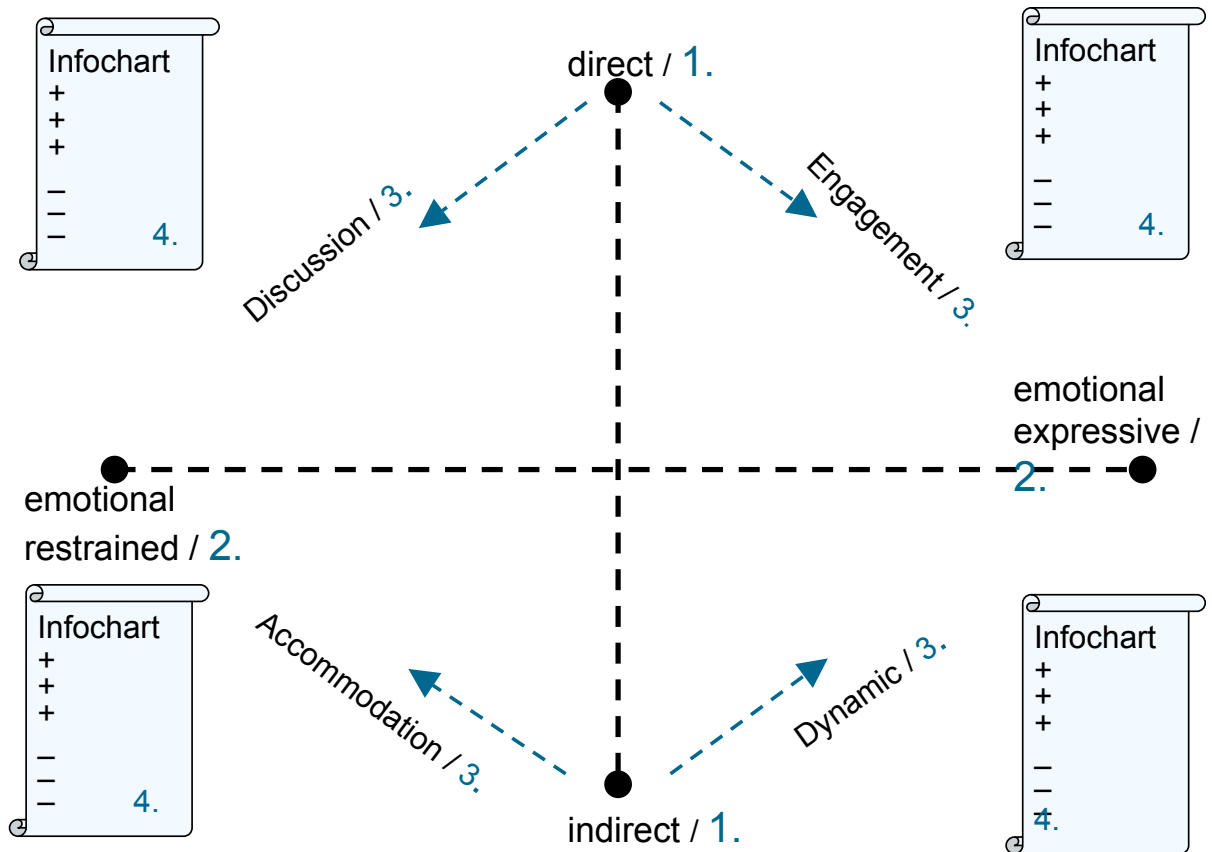 Infochart
+
+
+
–
–
–
4.
direct / 1.
Infochart
+
+
+
–
–
–
4.
Discussion / 3.
Engagement / 3.
emotional
expressive /
2.
emotional
restrained / 2.
Infochart
+
+
+
–
–
–
4.
Accommodation / 3.
Dynamic / 3.
indirect / 1.
Infochart
+
+
+
–
–
–
4.